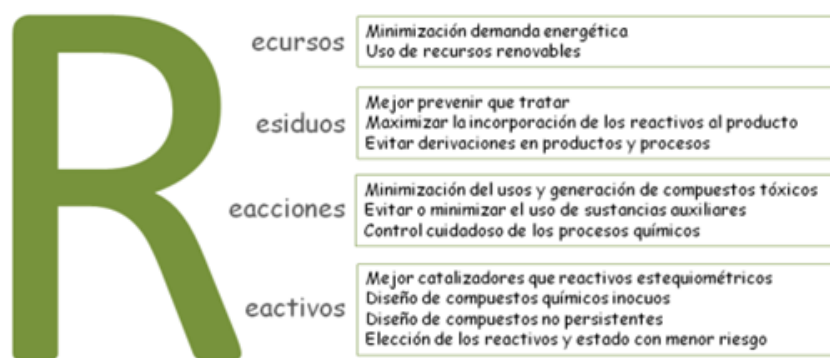 R
ecursos
Minimización demanda energética
Uso de recursos renovables
esiduos
Mejor prevenir que tratar
Maximizar la incorporación de los reactivos al producto
Evitar derivaciones en productos y procesos
eacciones
Minimización del usos y generación de compuestos tóxicos
Evitar o minimizar el uso de sustancias auxiliares
Control cuidadoso de los procesos químicos
eactivos
Mejor catalizadores que reactivos estequiométricos
Diseño de compuestos químicos inocuos
Diseño de compuestos no persistentes
Elección de los reactivos y estado con menor riesgo